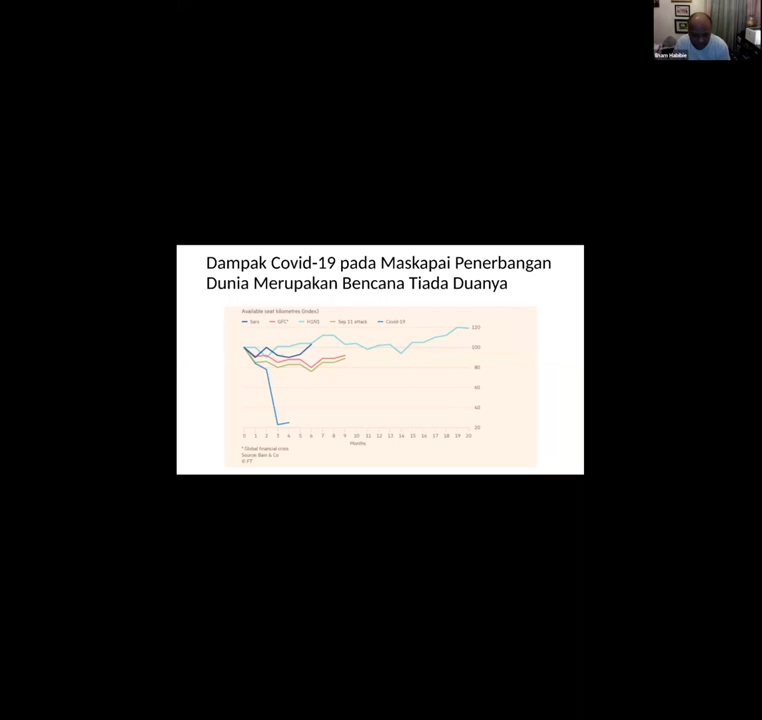 Ilham Habibie
Dampak Covid-19 pada Maskapai Penerbangan
Dunia Merupakan Bencana Tiada Duanya
Available seat kilometres (Index)
Sars GFC* H1N1 Sep 11 attack Covid-19
120
100
80
60
40
20
0 1 2 3 4 5 6 7 8 9 10 11 12 13 14 15 16 17 18 19 20
Months
* Global financial crisis
Source: Bain & Co
© FT